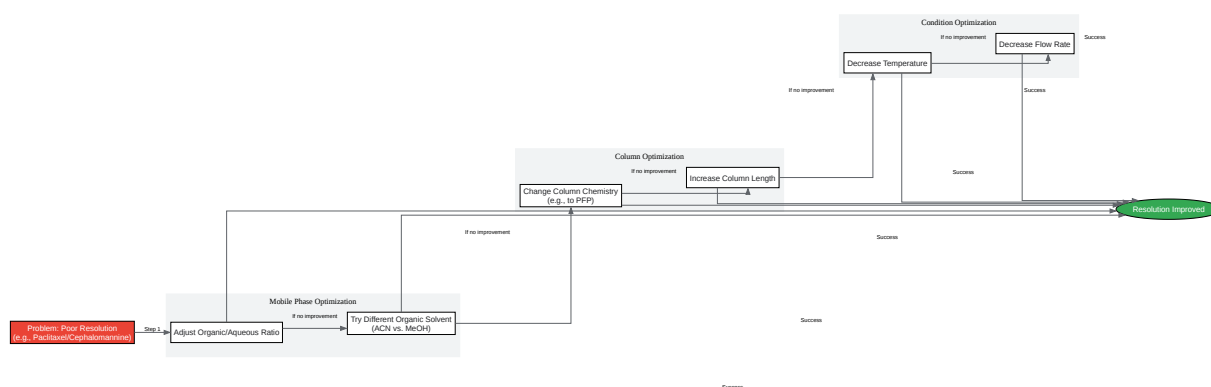 Condition Optimization
If no improvement
Success
Decrease Flow Rate
Decrease Temperature
If no improvement
Success
Column Optimization
If no improvement
Success
Increase Column Length
Change Column Chemistry
(e.g., to PFP)
Resolution Improved
If no improvement
Success
Mobile Phase Optimization
If no improvement
Success
Try Different Organic Solvent
(ACN vs. MeOH)
Problem: Poor Resolution
(e.g., Paclitaxel/Cephalomannine)
Step 1
Adjust Organic/Aqueous Ratio
Success